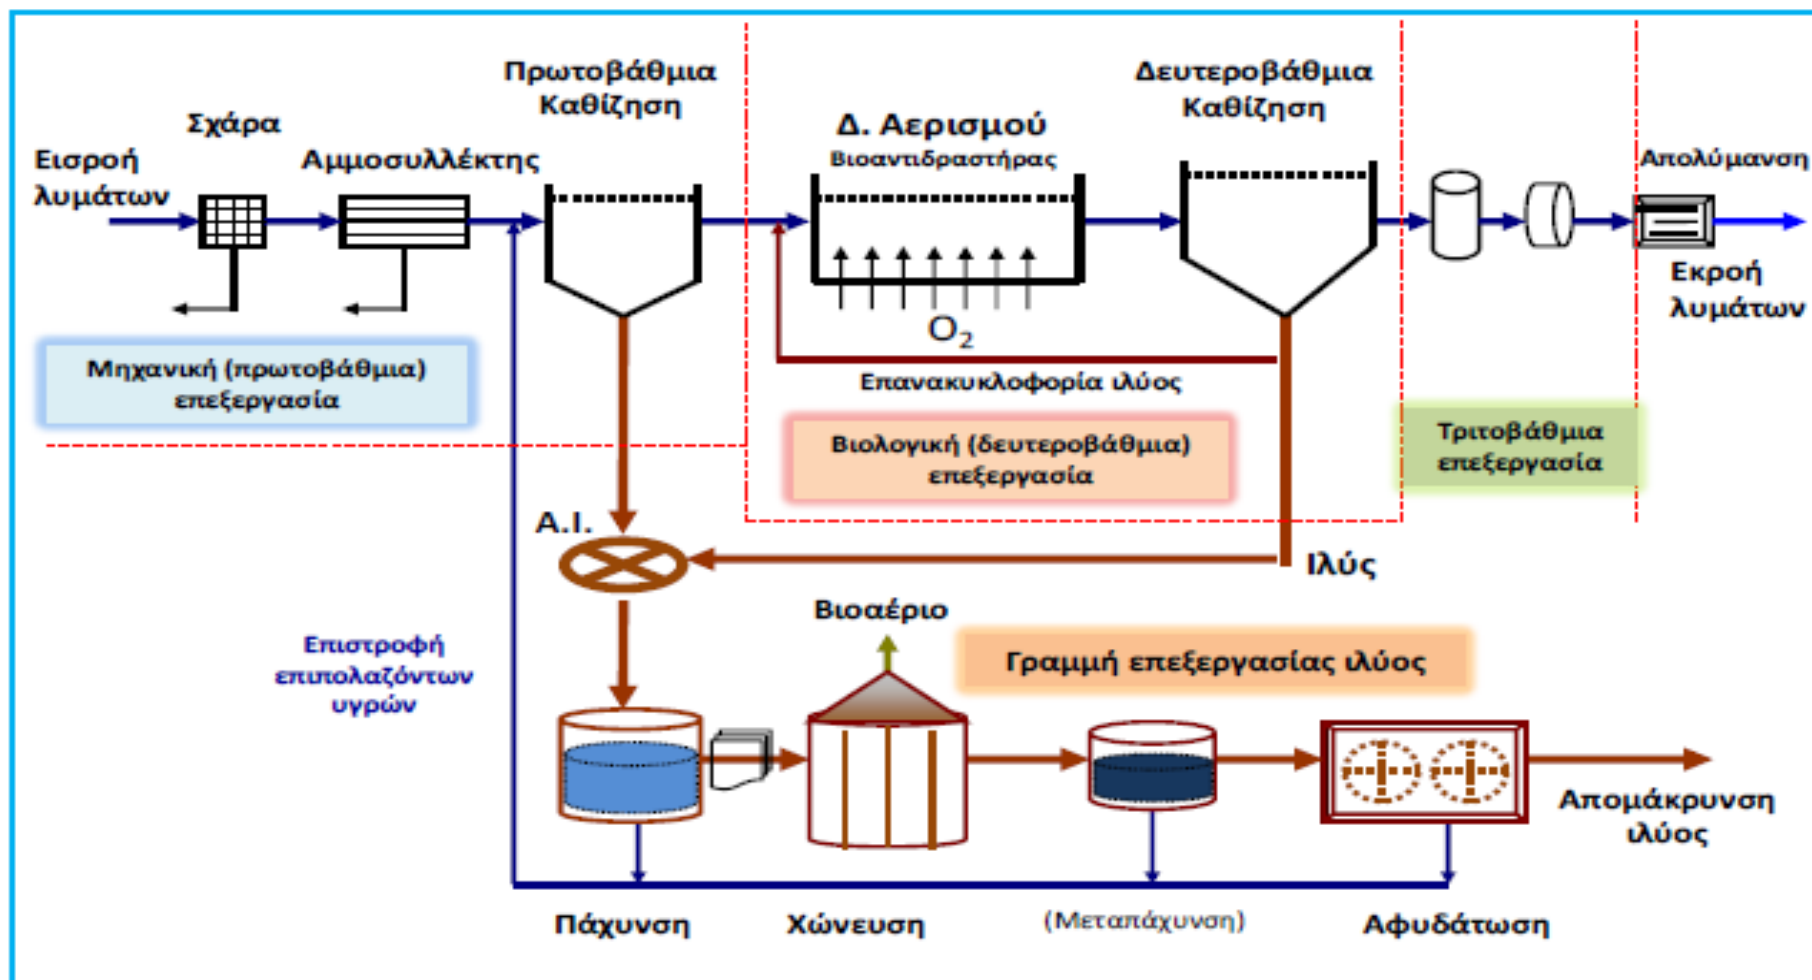 Πρωτοβάθμια
Καθίζηση
Δευτεροβάθμια
Καθίζηση
Σχάρα
Δ. Αερισμού
Βιοαντιδραστήρας
Εισροή
λυμάτων
Αμμοσυλλέκτης
Απολύμανση
Εκροή
λυμάτων
O2
Μηχανική (πρωτοβάθμια)
επεξεργασία
Επανακυκλοφορία ιλύος
Βιολογική (δευτεροβάθμια)
επεξεργασία
Τριτοβάθμια
επεξεργασία
Α.Ι.
Ιλύς
Βιοαέριο
Γραμμή επεξεργασίας ιλύος
Επιστροφή
επιπολαζόντων
υγρών
Απομάκρυνση
ιλύος
Πάχυνση
Χώνευση
(Μεταπάχυνση)
Αφυδάτωση